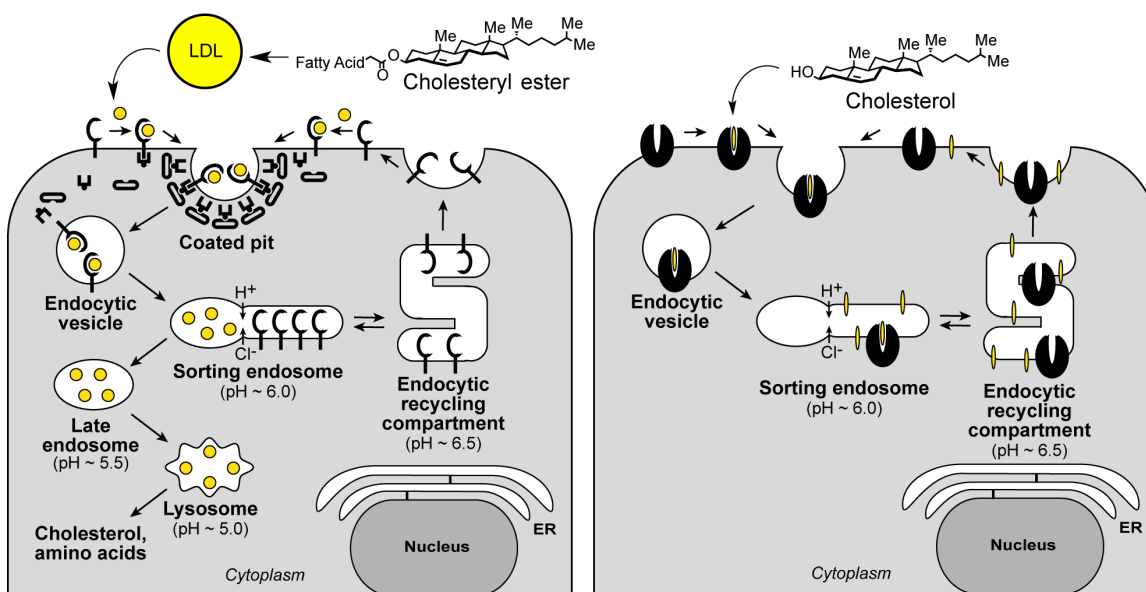 LDL
Fatty Acid
O
O
Me
Me
Me
Me
Me
Cholesteryl ester
Coated pit
Endocytic
vesicle
H+
Cl-
Sorting endosome
(pH ~ 6.0)
Late
endosome
(pH ~ 5.5)
Lysosome
(pH ~ 5.0)
Cholesterol,
amino acids
Endocytic
recycling
compartment
(pH ~ 6.5)
ER
Nucleus
Cytoplasm
HO
Me
Me
Me
Me
Me
Cholesterol
Endocytic
vesicle
H+
Cl-
Sorting endosome
(pH ~ 6.0)
Endocytic
recycling
compartment
(pH ~ 6.5)
ER
Nucleus
Cytoplasm